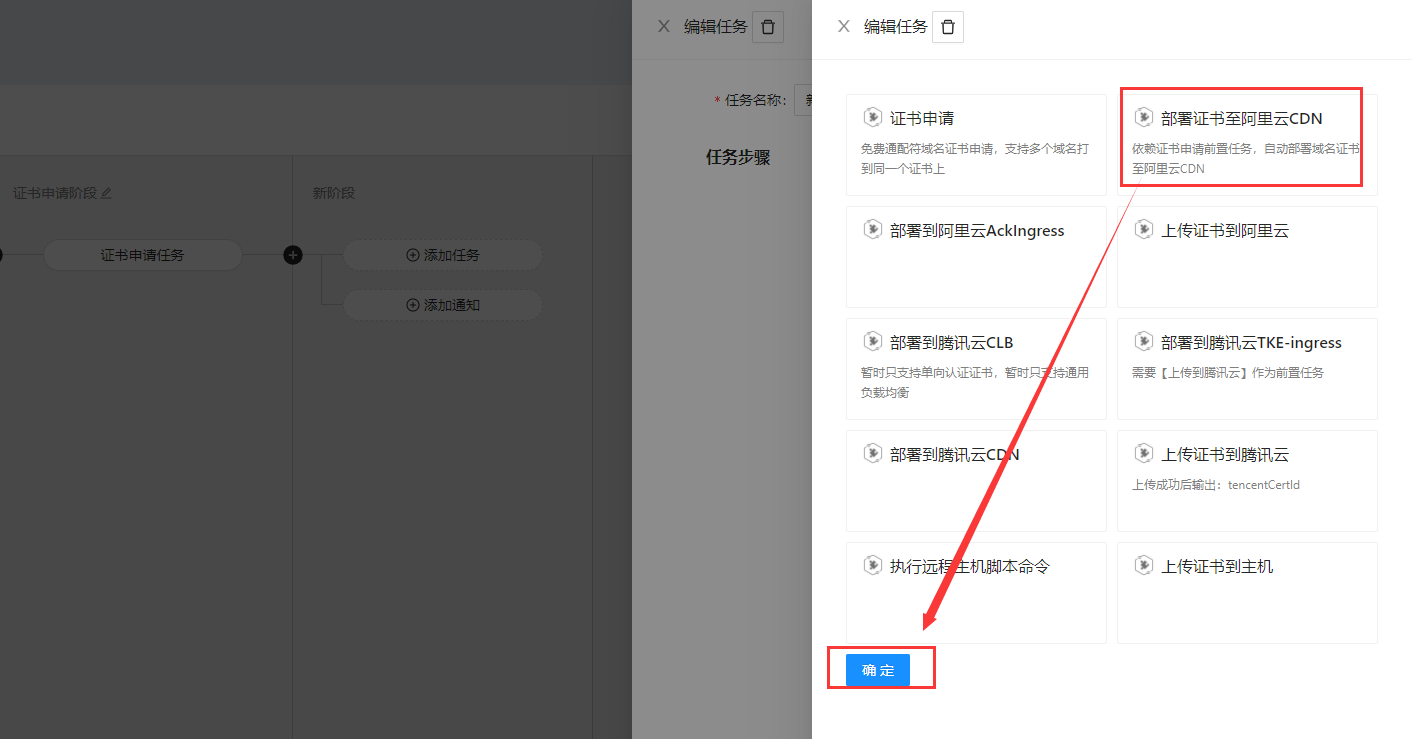 证书申请阶段
证书申请任务
新阶段
添加任务
添加通知
编辑任务
* 任务名称:
任务步骤
编辑任务
证书申请
免费通配符域名证书申请，支持多个域名打
到同一个证书上
部署证书至阿里云CDN
依赖证书申请前置任务，自动部署域名证书
至阿里云CDN
部署到阿里云AckIngress
上传证书到阿里云
部署到腾讯云CLB
暂时只支持单向认证证书，暂时只支持通用
负载均衡
部署到腾讯云TKE-ingress
需要【上传到腾讯云】作为前置任务
部署到腾讯云CDN
上传证书到腾讯云
上传成功后输出：tencentCertId
执行远程主机脚本命令
上传证书到主机
确 定